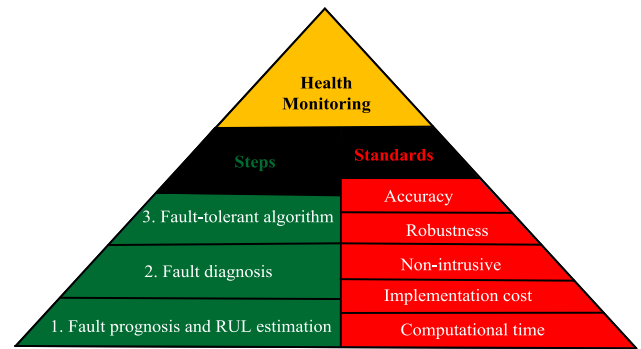 Health
Monitoring
Steps
Standards
3. Fault-tolerant algorithm
2. Fault diagnosis
1. Fault prognosis and RUL estimation
Accuracy
Robustness
Non-intrusive
Implementation cost
Computational time